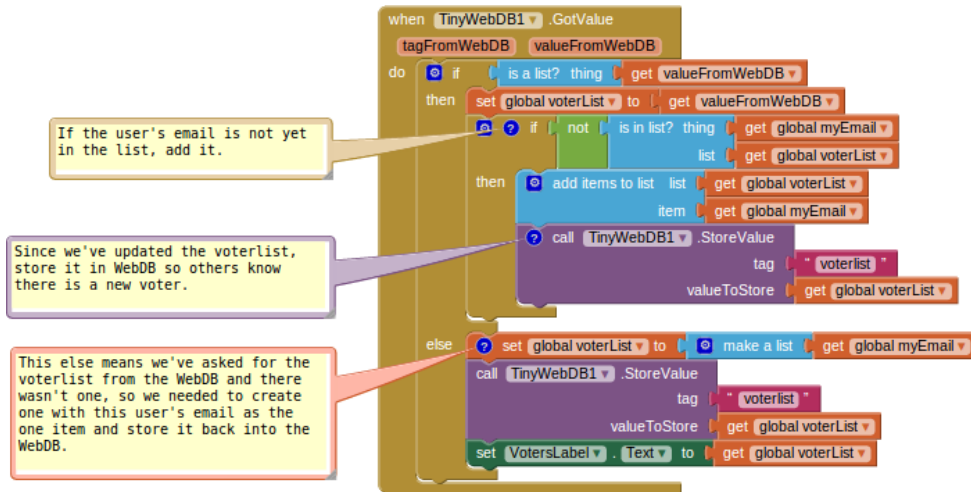 when TinyWebDB1 .GotValue
tagFromWebDB valueFromWebDB
do if is a list? thing get valueFromWebDB
then set global voterList to get valueFromWebDB
If the user's email is not yet
in the list, add it.
? if not is in list? thing get global myEmail
list get global voterList
then add items to list list get global voterList
item get global myEmail
Since we've updated the voterlist,
store it in WebDB so others know
there is a new voter.
? call TinyWebDB1 .StoreValue
tag " voterlist "
valueToStore get global voterList
This else means we've asked for the
voterlist from the WebDB and there
wasn't one, so we needed to create
one with this user's email as the
one item and store it back into the
WebDB.
else ? set global voterList to make a list get global myEmail
call TinyWebDB1 .StoreValue
tag " voterlist "
valueToStore get global voterList
set VotersLabel . Text to get global voterList